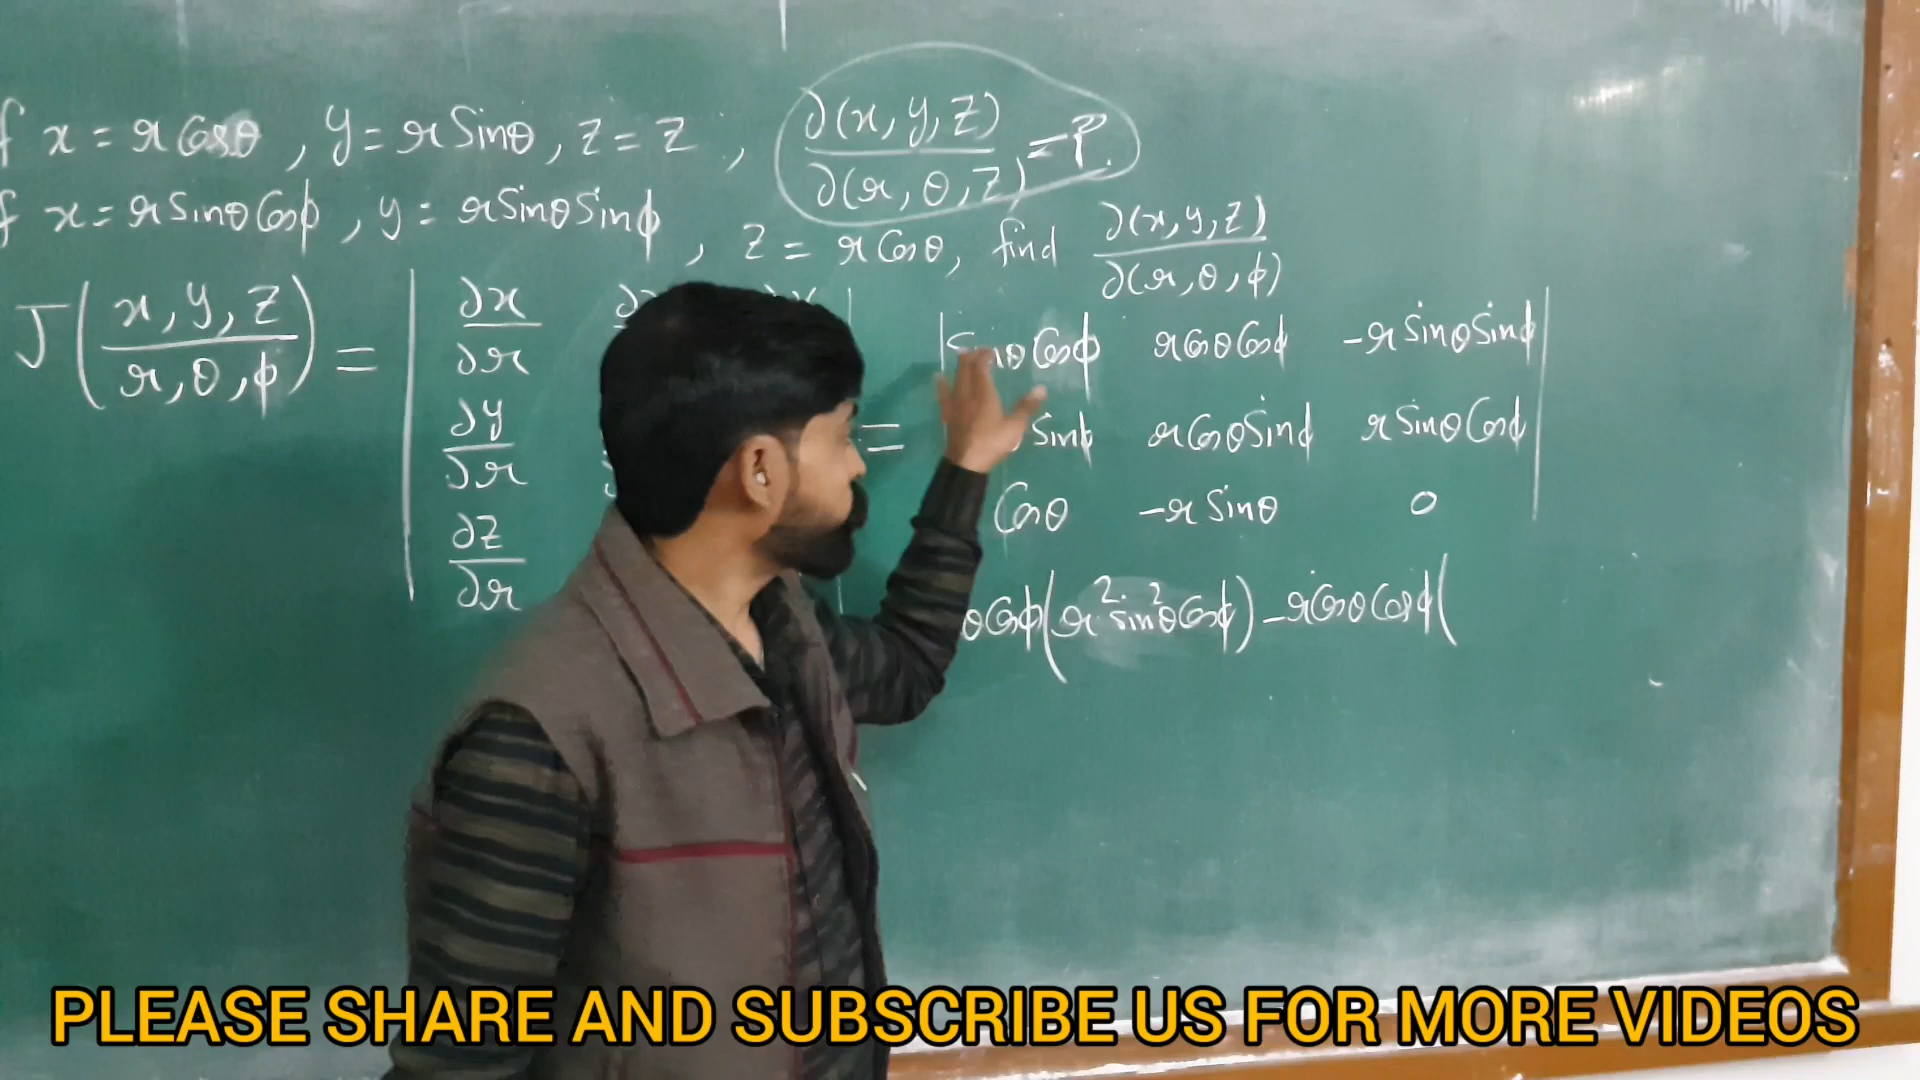 f x = r Cosθ , y = r Sinθ , z = z , ∂(x, y, z) / ∂(r, θ, z) = ?
f x = r Sinθ Cosϕ , y = r Sinθ Sinϕ , z = r Cosθ , find ∂(x, y, z) / ∂(r, θ, ϕ)
J ( x, y, z / r, θ, ϕ ) = | ∂x/∂r
∂y/∂r
∂z/∂r
= | Sinθ Cosϕ r Cosθ Cosϕ -r Sinθ Sinϕ |
Sinϕ r Cosθ Sinϕ r Sinθ Cosϕ
Cosθ -r Sinθ 0
θ Cosϕ ( r² Sin²θ Cosϕ ) - r Cosθ Cosϕ (
PLEASE SHARE AND SUBSCRIBE US FOR MORE VIDEOS